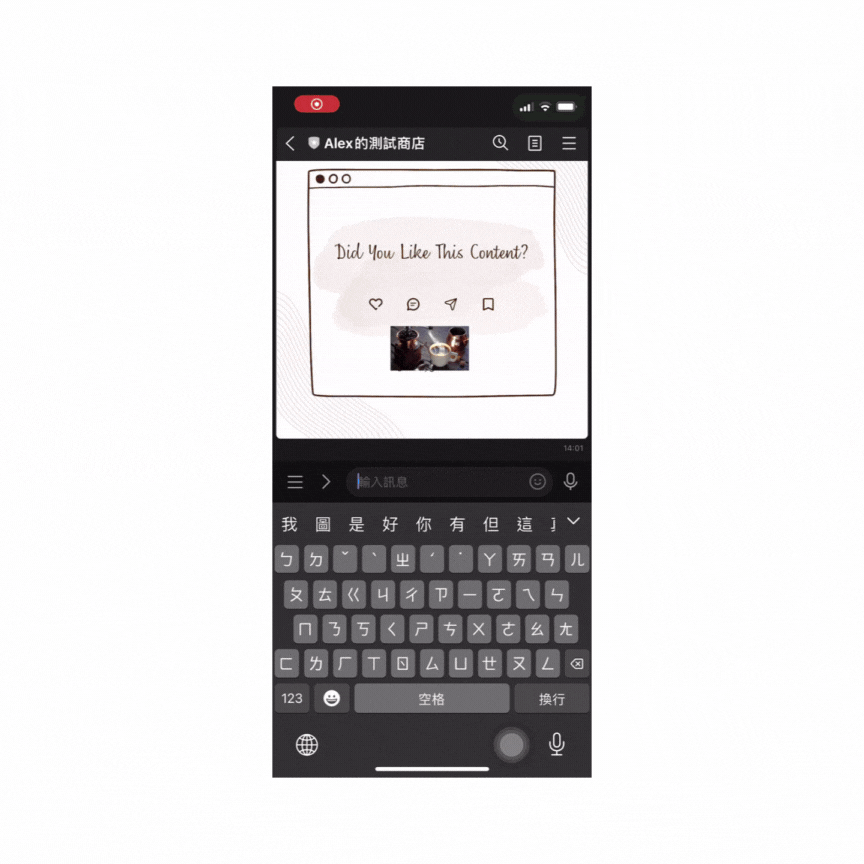 Alex的測試商店
Did You Like This Content?
14:01
輸入訊息
我 圖 是 好 你 有 但 這
ㄅ ㄉ ˇ ˋ ㄓ ˊ ˙ ㄚ ㄞ ㄢ ㄦ
ㄆ ㄊ ㄍ ㄐ ㄔ ㄗ ㄧ ㄛ ㄟ ㄣ
ㄇ ㄋ ㄎ ㄑ ㄕ ㄘ ㄨ ㄜ ㄠ ㄤ
ㄈ ㄌ ㄏ ㄒ ㄖ ㄙ ㄩ ㄝ ㄡ ㄥ
123 空格 換行